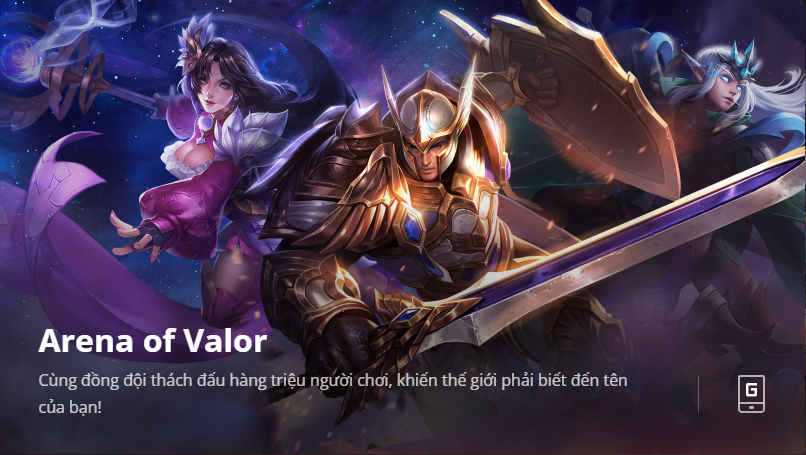 Arena of Valor
Cùng đồng đội thách đấu hàng triệu người chơi, khiến thế giới phải biết đến tên
của bạn!
G